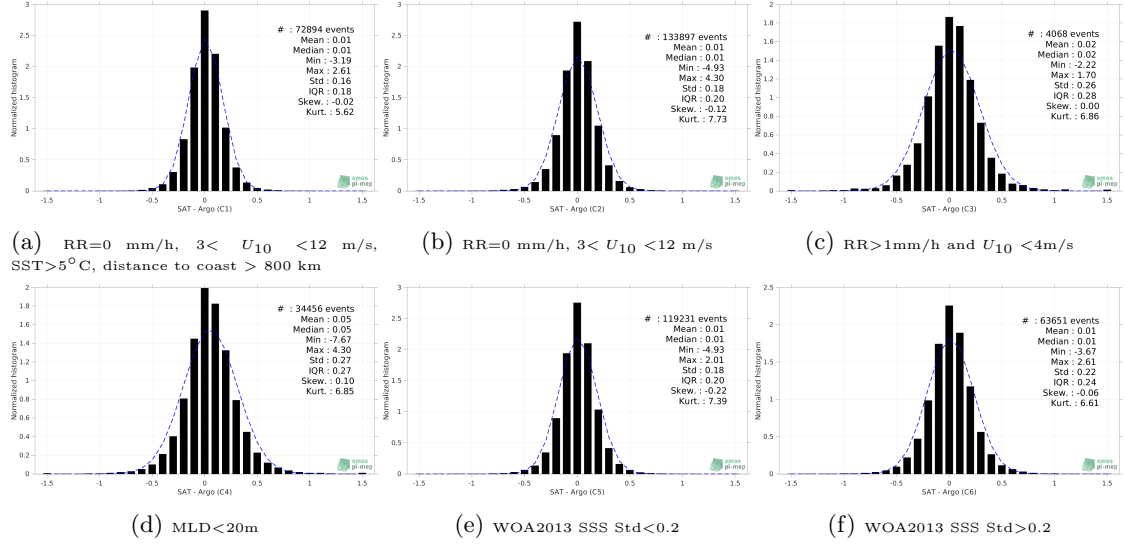 3
2.5
2
1.5
1
0.5
0
Normalized histogram
# : 72894 events
Mean : 0.01
Median : 0.01
Min : -3.19
Max : 2.61
Std : 0.16
IQR : 0.18
Skew. : -0.02
Kurt. : 5.62
smos
pi-mep
-1.5 -1 -0.5 0 0.5 1 1.5
SAT - Argo (C1)
(a) RR=0 mm/h, 3< U10 <12 m/s,
SST>5°C, distance to coast > 800 km
3
2.5
2
1.5
1
0.5
0
Normalized histogram
# : 133897 events
Mean : 0.01
Median : 0.01
Min : -4.93
Max : 4.30
Std : 0.18
IQR : 0.20
Skew. : -0.12
Kurt. : 7.73
smos
pi-mep
-1.5 -1 -0.5 0 0.5 1 1.5
SAT - Argo (C2)
(b) RR=0 mm/h, 3< U10 <12 m/s
2
1.8
1.6
1.4
1.2
1
0.8
0.6
0.4
0.2
0
Normalized histogram
# : 4068 events
Mean : 0.02
Median : 0.02
Min : -2.22
Max : 1.70
Std : 0.26
IQR : 0.28
Skew. : 0.00
Kurt. : 6.86
smos
pi-mep
-1.5 -1 -0.5 0 0.5 1 1.5
SAT - Argo (C3)
(c) RR>1mm/h and U10 <4m/s
2
1.8
1.6
1.4
1.2
1
0.8
0.6
0.4
0.2
0
Normalized histogram
# : 34456 events
Mean : 0.05
Median : 0.05
Min : -7.67
Max : 4.30
Std : 0.27
IQR : 0.27
Skew. : 0.10
Kurt. : 6.85
smos
pi-mep
-1.5 -1 -0.5 0 0.5 1 1.5
SAT - Argo (C4)
(d) MLD<20m
3
2.5
2
1.5
1
0.5
0
Normalized histogram
# : 119231 events
Mean : 0.01
Median : 0.01
Min : -4.93
Max : 2.01
Std : 0.18
IQR : 0.20
Skew. : -0.22
Kurt. : 7.39
smos
pi-mep
-1.5 -1 -0.5 0 0.5 1 1.5
SAT - Argo (C5)
(e) WOA2013 SSS Std<0.2
2.5
2
1.5
1
0.5
0
Normalized histogram
# : 63651 events
Mean : 0.01
Median : 0.01
Min : -3.67
Max : 2.61
Std : 0.22
IQR : 0.24
Skew. : -0.06
Kurt. : 6.61
smos
pi-mep
-1.5 -1 -0.5 0 0.5 1 1.5
SAT - Argo (C6)
(f) WOA2013 SSS Std>0.2